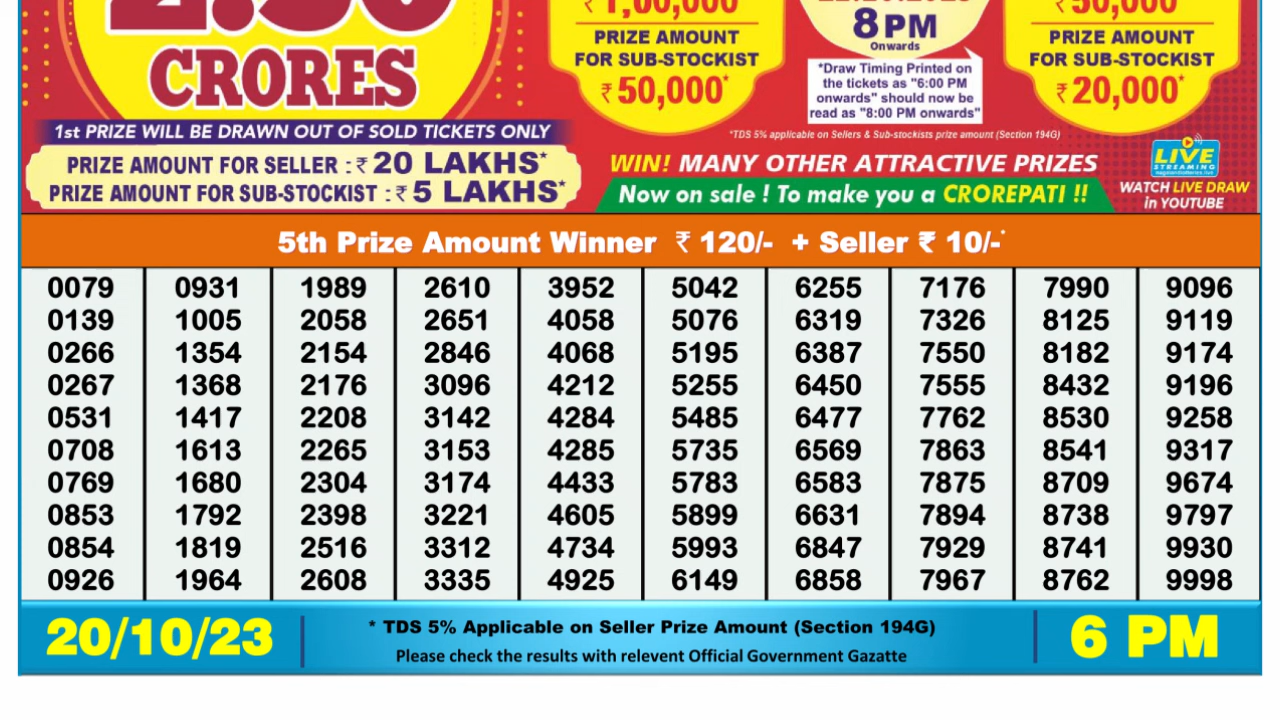 CRORES
1st PRIZE WILL BE DRAWN OUT OF SOLD TICKETS ONLY
PRIZE AMOUNT FOR SELLER : ₹ 20 LAKHS*
PRIZE AMOUNT FOR SUB-STOCKIST : ₹ 5 LAKHS*
₹ 1,00,000
PRIZE AMOUNT
FOR SUB-STOCKIST
₹ 50,000*
8 PM
Onwards
*Draw Timing Printed on
the tickets as "6:00 PM
onwards" should now be
read as "8:00 PM onwards"
₹ 50,000
PRIZE AMOUNT
FOR SUB-STOCKIST
₹ 20,000*
*TDS 5% applicable on Sellers & Sub-stockists prize amount (Section 194G)
WIN! MANY OTHER ATTRACTIVE PRIZES
Now on sale ! To make you a CROREPATI !!
LIVE
STREAMING
WATCH LIVE DRAW
in YOUTUBE
5th Prize Amount Winner ₹ 120/- + Seller ₹ 10/-*
0079 0931 1989 2610 3952 5042 6255 7176 7990 9096
0139 1005 2058 2651 4058 5076 6319 7326 8125 9119
0266 1354 2154 2846 4068 5195 6387 7550 8182 9174
0267 1368 2176 3096 4212 5255 6450 7555 8432 9196
0531 1417 2208 3142 4284 5485 6477 7762 8530 9258
0708 1613 2265 3153 4285 5735 6569 7863 8541 9317
0769 1680 2304 3174 4433 5783 6583 7875 8709 9674
0853 1792 2398 3221 4605 5899 6631 7894 8738 9797
0854 1819 2516 3312 4734 5993 6847 7929 8741 9930
0926 1964 2608 3335 4925 6149 6858 7967 8762 9998
20/10/23
* TDS 5% Applicable on Seller Prize Amount (Section 194G)
Please check the results with relevent Official Government Gazatte
6 PM